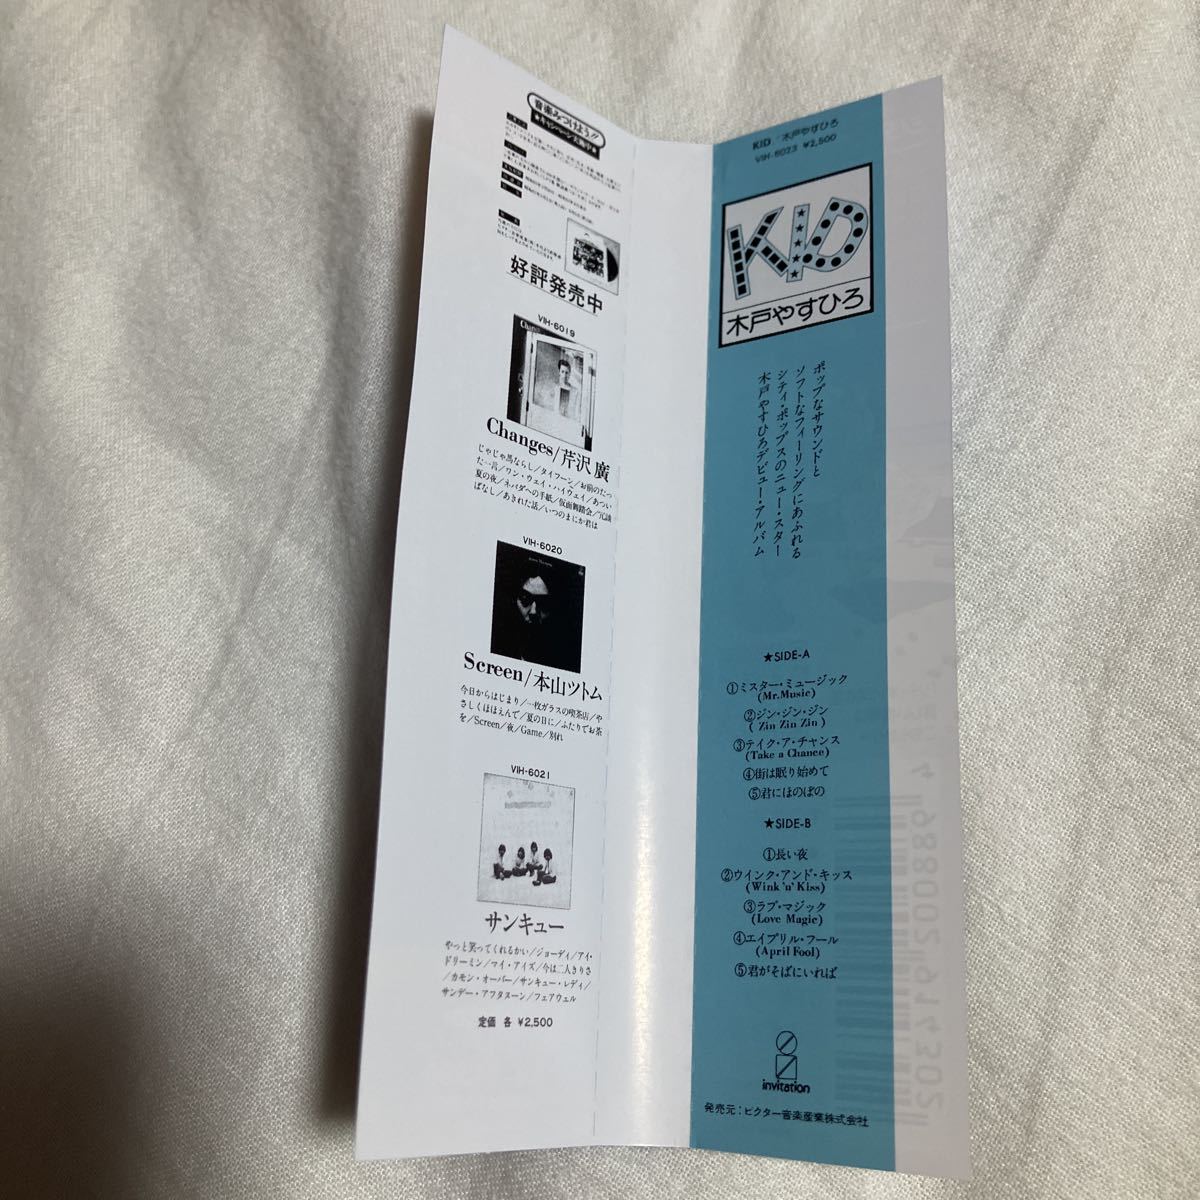 音楽みつけよう!!
★キャンペーン実施中★
好評発売中
VIH-6019
Changes/芹沢 廣
じゃじゃ馬ならし/タイフーン/お前のたっ
た一言/ワン・ウェイ・ハイウェイ/あつい
夏の夜/ネバダへの手紙/仮面舞踏会/冗談
ばなし/あきれた話/いつのまにか君は
VIH-6020
Screen/本山ツトム
今日からはじまり/一枚ガラスの喫茶店/や
さしくほほえんで/夏の日に/ふたりでお茶
を/Screen/夜/Game/別れ
VIH-6021
サンキュー
やっと笑ってくれるかい/ジョーディ/アイ・
ドリーミン/マイ・アイズ/今は二人きりさ
/カモン・オーバー/サンキュー・レディ/
サンデー・アフタヌーン/フェアウェル
定価 各 ¥2,500
KID／木戸やすひろ
VIH-6023 ¥2,500
KID
木戸やすひろ
ポップなサウンドと
ソフトなフィーリングにあふれる
シティ・ポップスのニュー・スター
木戸やすひろデビュー・アルバム
★SIDE-A
①ミスター・ミュージック
(Mr.Music)
②ジン・ジン・ジン
(Zin Zin Zin)
③テイク・ア・チャンス
(Take a Chance)
④街は眠り始めて
⑤君にほのぼの
★SIDE-B
①長い夜
②ウインク・アンド・キッス
(Wink 'n' Kiss)
③ラブ・マジック
(Love Magic)
④エイプリル・フール
(April Fool)
⑤君がそばにいれば
invitation
発売元：ビクター音楽産業株式会社